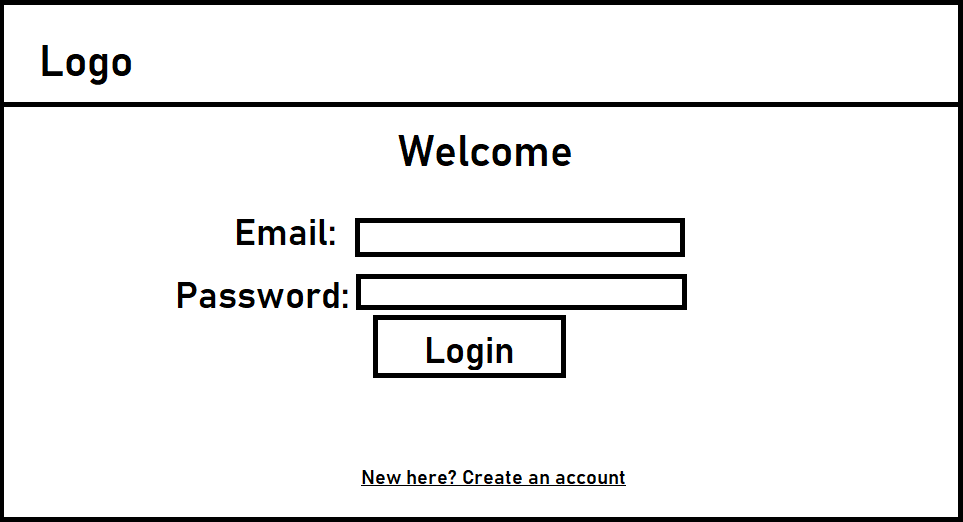 Logo
Welcome
Email:
Password:
Login
New here? Create an account